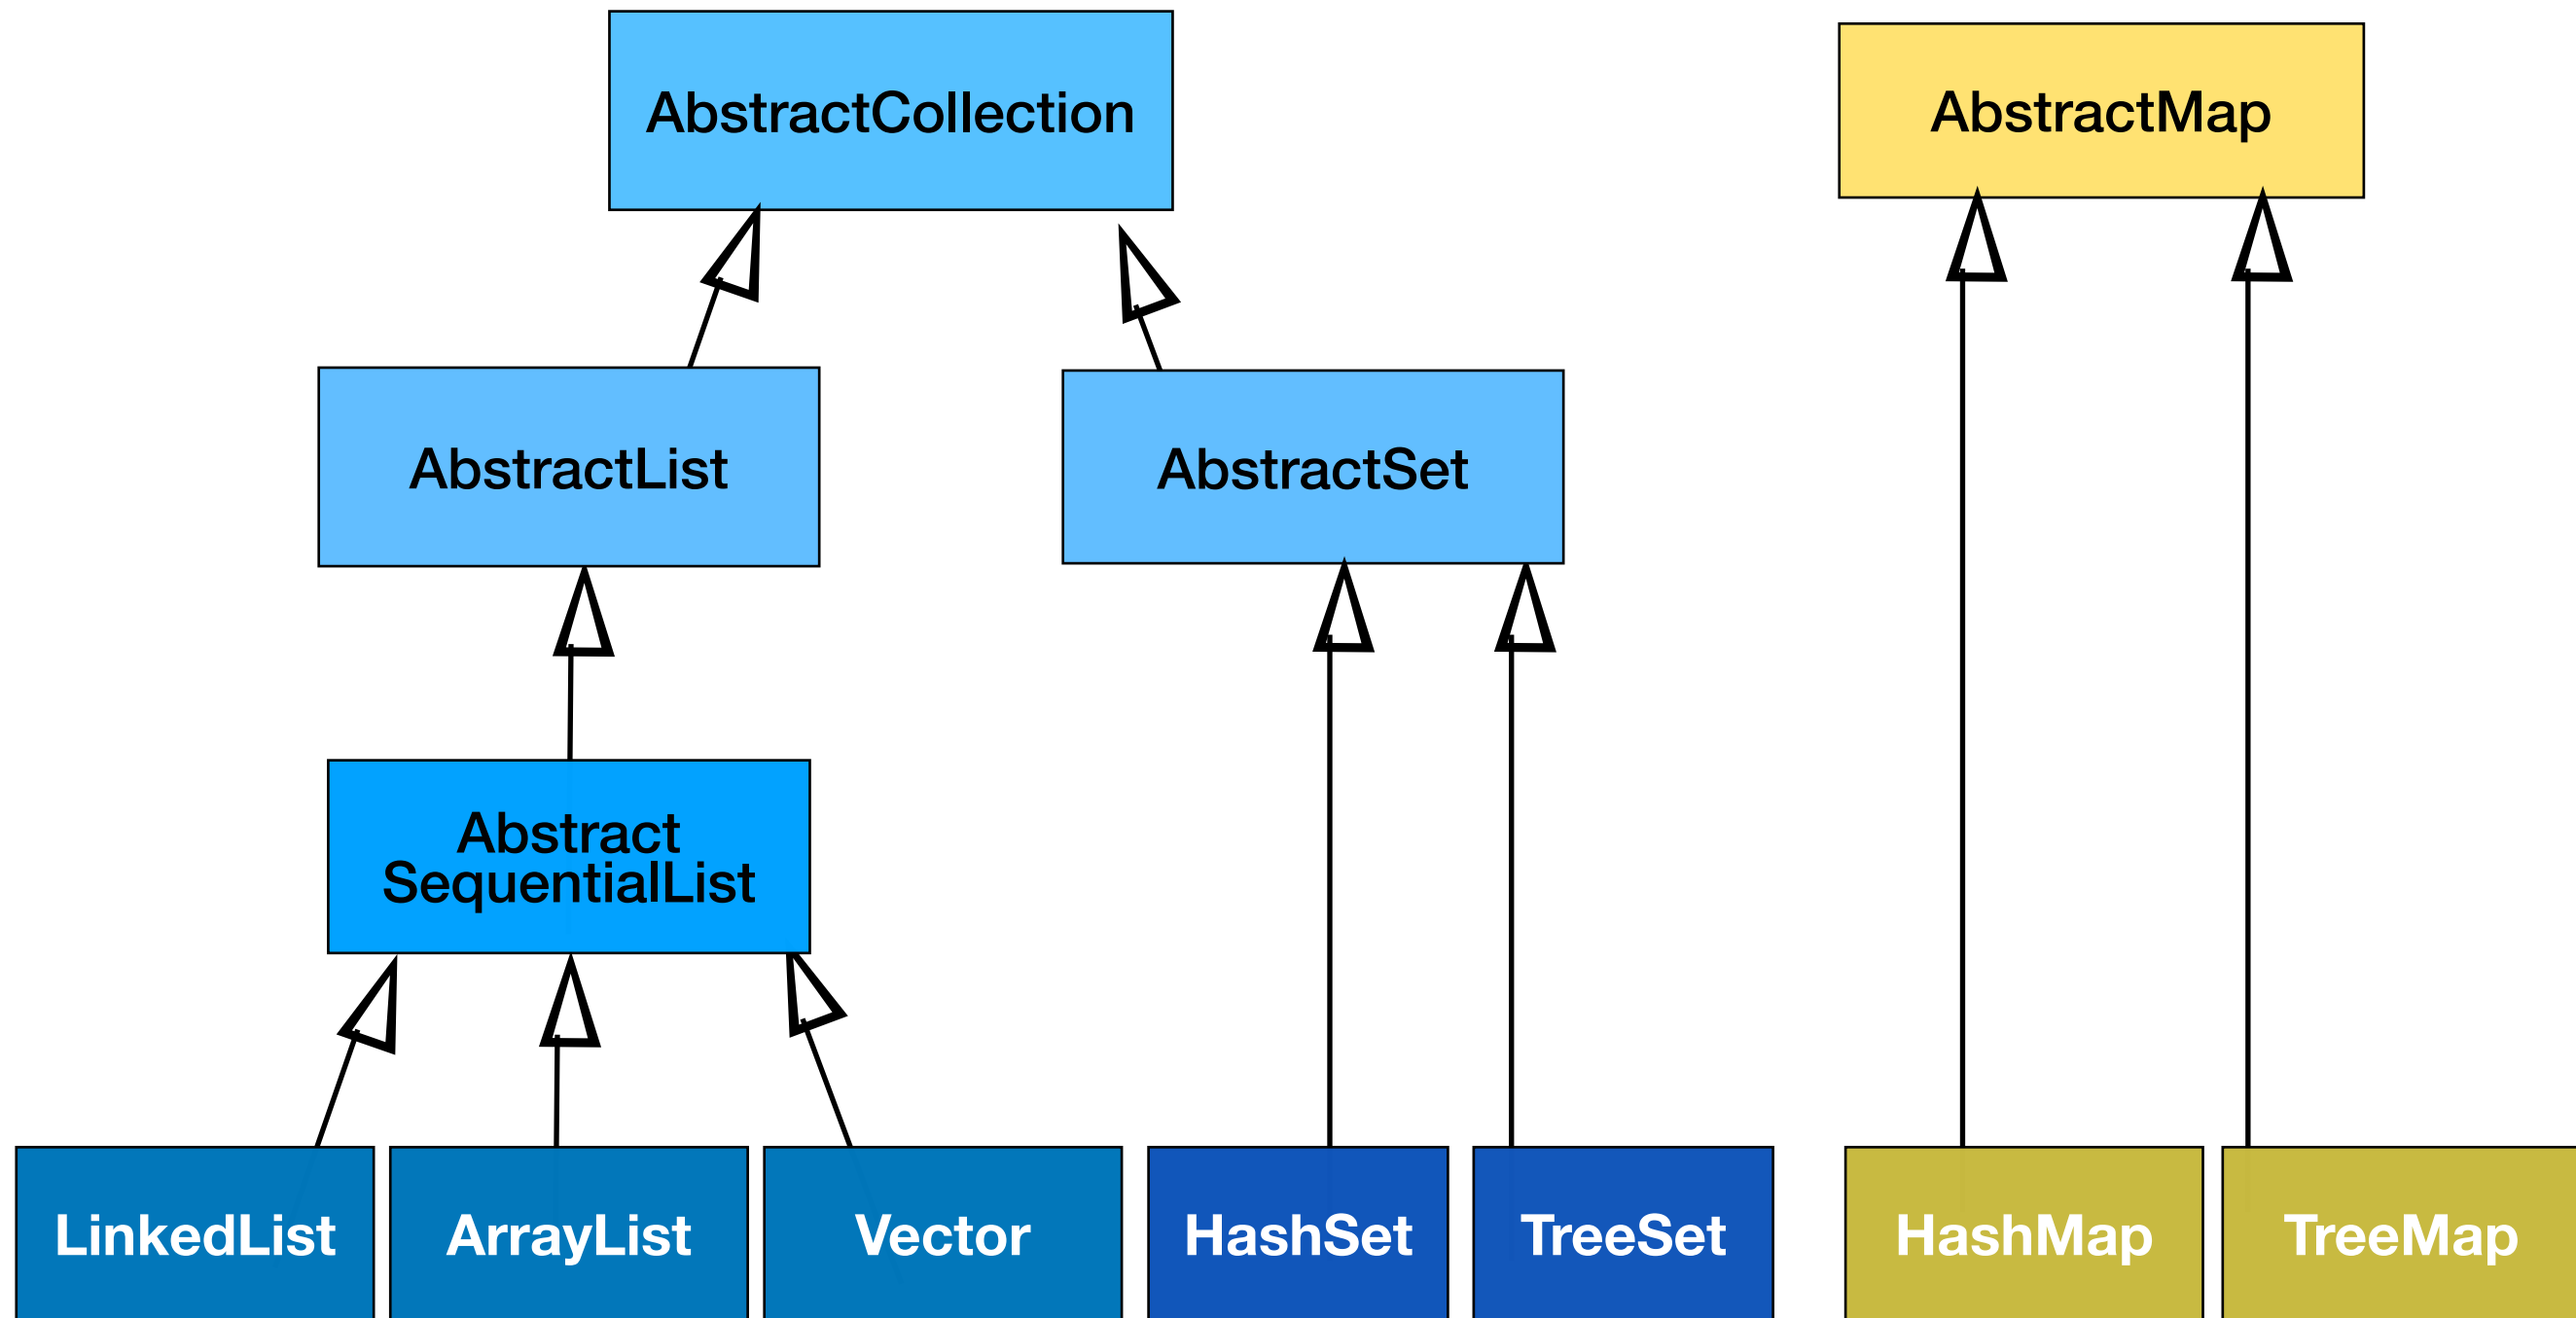 AbstractCollection
AbstractMap
AbstractList
AbstractSet
Abstract
SequentialList
LinkedList
ArrayList
Vector
HashSet
TreeSet
HashMap
TreeMap